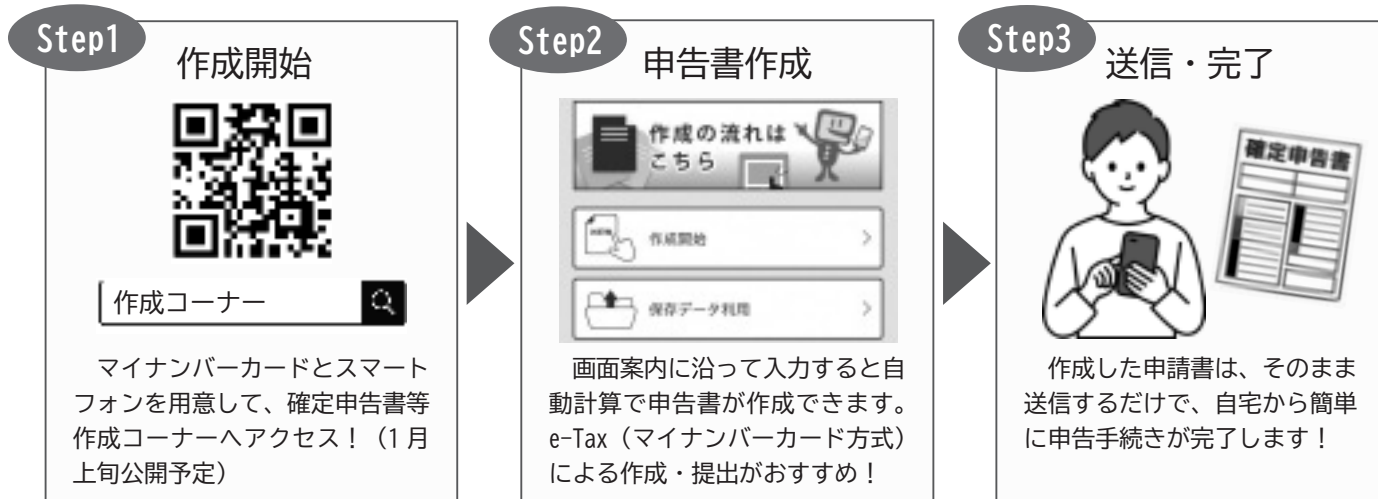 Step1
作成開始
作成コーナー
マイナンバーカードとスマート
フォンを用意して、確定申告書等
作成コーナーへアクセス！（1月
上旬公開予定）
Step2
申告書作成
作成の流れは
こちら
作成開始
保存データ利用
画面案内に沿って入力すると自
動計算で申告書が作成できます。
e-Tax（マイナンバーカード方式）
による作成・提出がおすすめ！
Step3
送信・完了
確定申告書
作成した申請書は、そのまま
送信するだけで、自宅から簡単
に申告手続きが完了します！